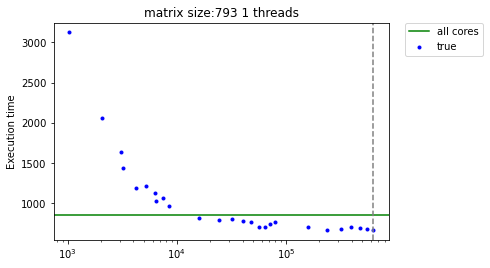 matrix size:793 1 threads
3000
2500
2000
1500
1000
Execution time
10³
10⁴
10⁵
all cores
true